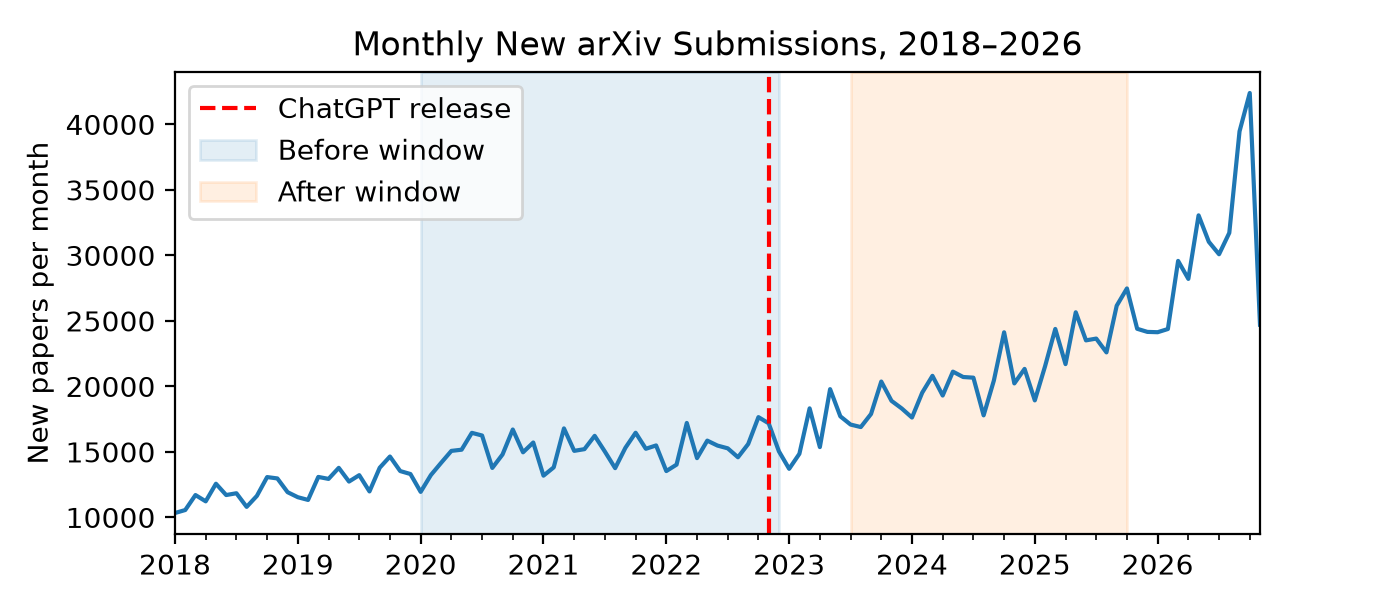 Monthly New arXiv Submissions, 2018–2026
ChatGPT release
Before window
After window
New papers per month
40000
35000
30000
25000
20000
15000
10000
2018 2019 2020 2021 2022 2023 2024 2025 2026